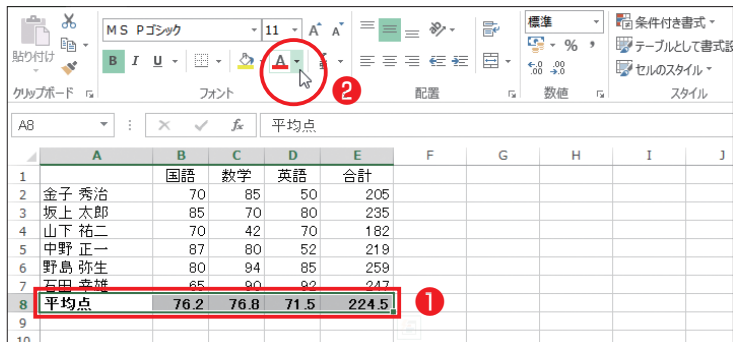 MS Pゴシック 11 A A 標準 条件付き書式
貼り付け B I U A % , テーブルとして書式設
.0 .00 .00 .0 セルのスタイル
クリップボード フォント 配置 数値 スタイル
A8 fx 平均点
A B C D E F G H I J
1 国語 数学 英語 合計
2 金子 秀治 70 85 50 205
3 坂上 太郎 85 70 80 235
4 山下 祐二 70 42 70 182
5 中野 正一 87 80 52 219
6 野島 弥生 80 94 85 259
7 石田 幸雄 65 90 92 247
8 平均点 76.2 76.8 71.5 224.5
9
10
❶
❷